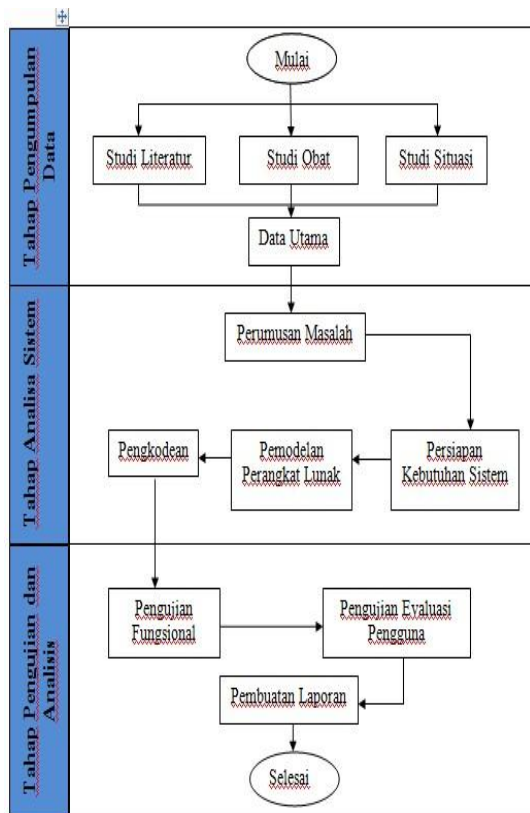 Tahap Pengumpulan
Data
Mulai
Studi Literatur
Studi Obat
Studi Situasi
Data Utama
Tahap Analisa Sistem
Perumusan Masalah
Persiapan
Kebutuhan Sistem
Pemodelan
Perangkat Lunak
Pengkodean
Tahap Pengujian dan
Analisis
Pengujian
Fungsional
Pengujian Evaluasi
Pengguna
Pembuatan Laporan
Selesai